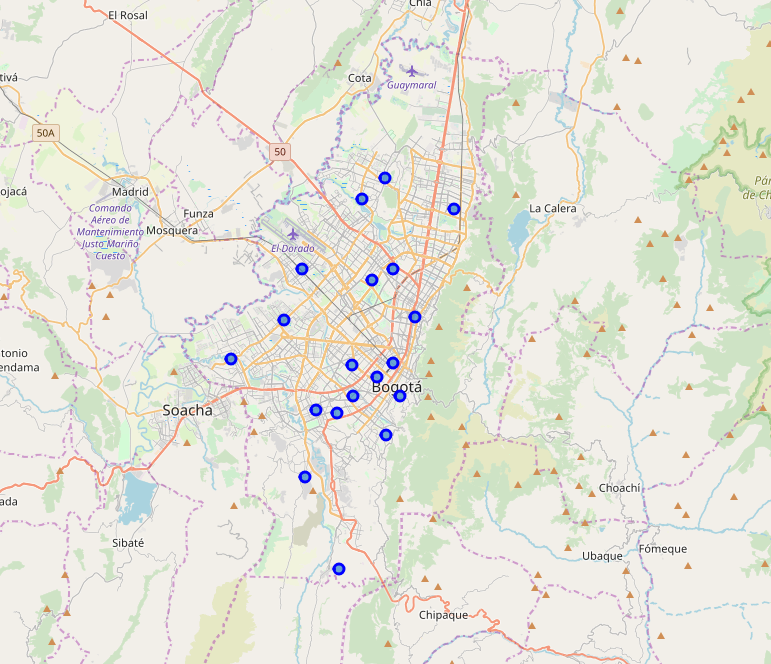 Chía
El Rosal
tivá
Cota
Guaymaral
50A
50
ojacá
Madrid
Comando
Aéreo de
Mantenimiento
Justo Mariño
Cuesto
Funza
Mosquera
El Dorado
La Calera
Pár
de Ch
tonio
endama
Bogotá
Soacha
ada
Choachí
Sibaté
Ubaque
Fómeque
Chipaque